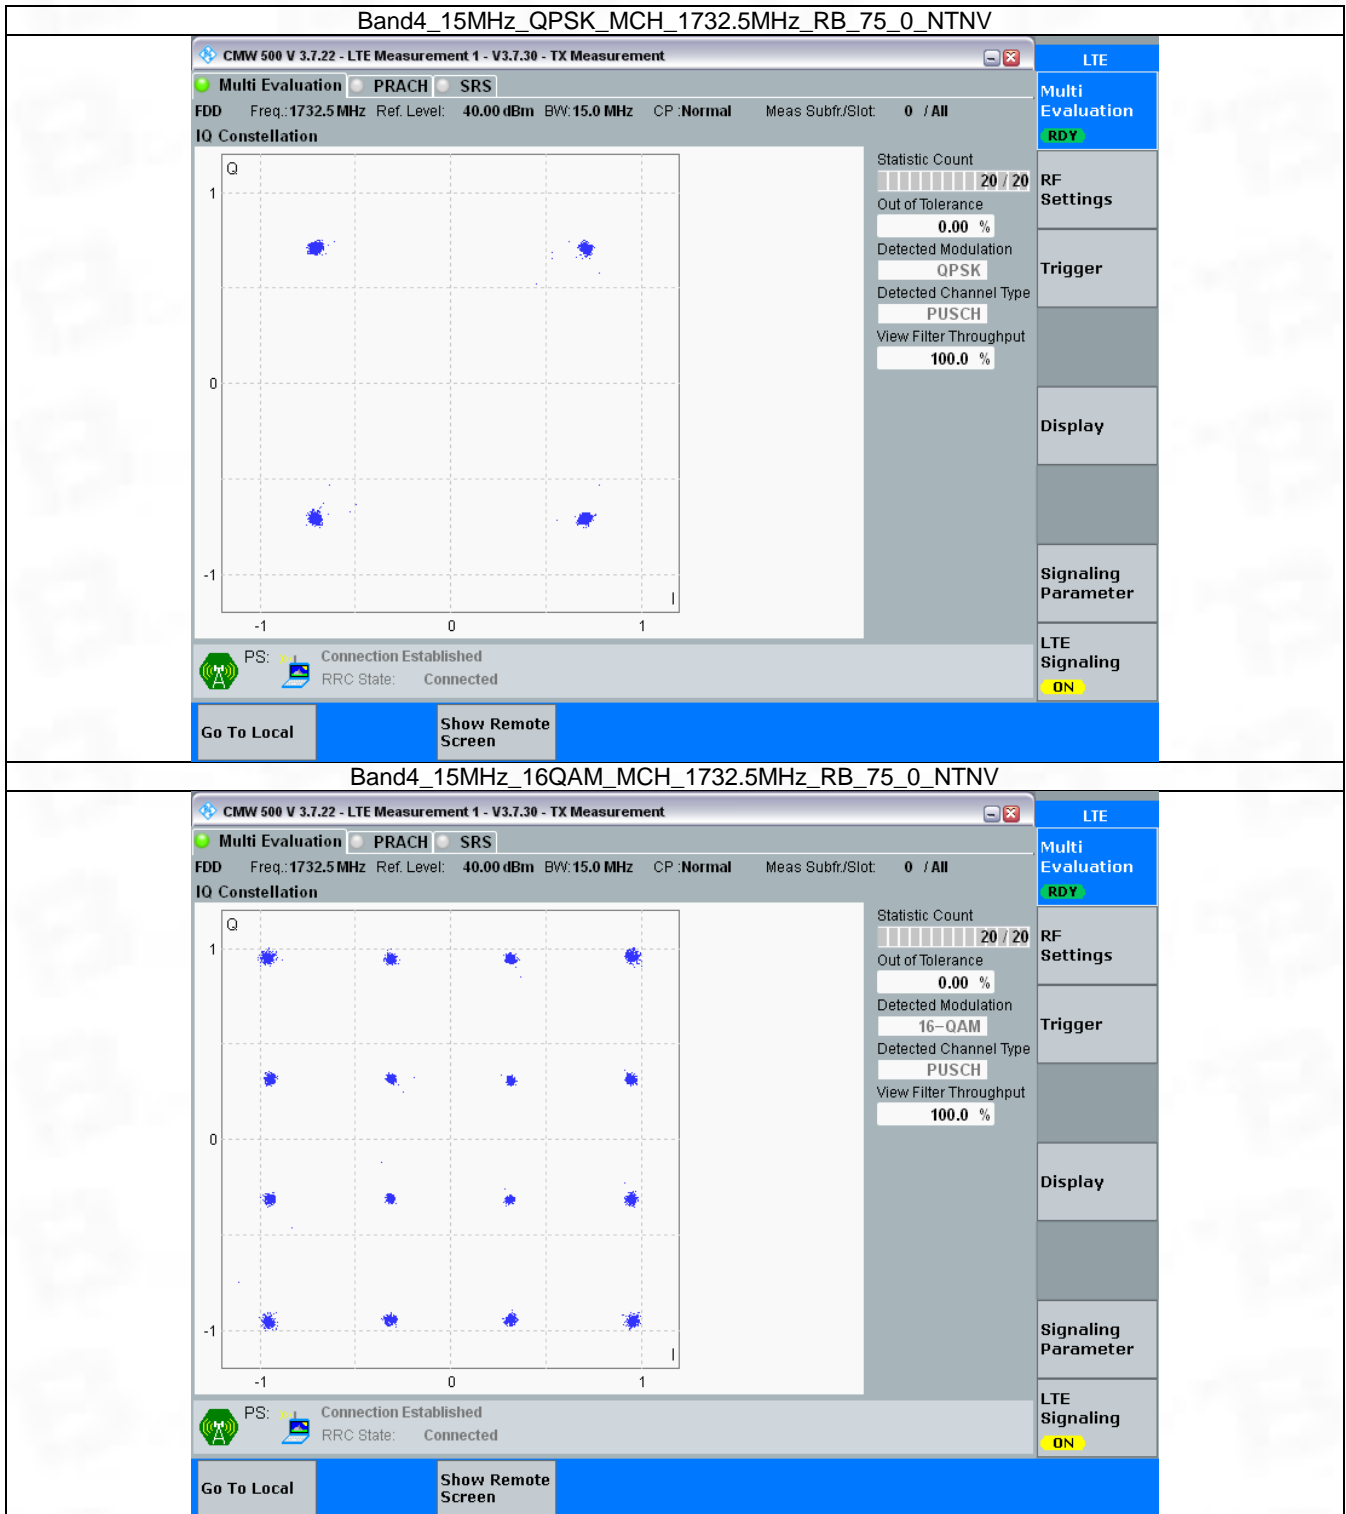 Band4_15MHz_QPSK_MCH_1732.5MHz_RB_75_0_NTNV
CMW 500 V 3.7.22 - LTE Measurement 1 - V3.7.30 - TX Measurement
LTE
Multi Evaluation PRACH SRS
Multi
Evaluation
RDY
FDD Freq.: 1732.5 MHz Ref. Level: 40.00 dBm BW: 15.0 MHz CP : Normal Meas Subfr./Slot: 0 / All
IQ Constellation
Q
1
0
-1
I
-1 0 1
Statistic Count
20 / 20
Out of Tolerance
0.00 %
Detected Modulation
QPSK
Detected Channel Type
PUSCH
View Filter Throughput
100.0 %
RF
Settings
Trigger
Display
Signaling
Parameter
LTE
Signaling
ON
PS: Connection Established
RRC State: Connected
Go To Local
Show Remote
Screen
Band4_15MHz_16QAM_MCH_1732.5MHz_RB_75_0_NTNV
CMW 500 V 3.7.22 - LTE Measurement 1 - V3.7.30 - TX Measurement
LTE
Multi Evaluation PRACH SRS
Multi
Evaluation
RDY
FDD Freq.: 1732.5 MHz Ref. Level: 40.00 dBm BW: 15.0 MHz CP : Normal Meas Subfr./Slot: 0 / All
IQ Constellation
Q
1
0
-1
I
-1 0 1
Statistic Count
20 / 20
Out of Tolerance
0.00 %
Detected Modulation
16-QAM
Detected Channel Type
PUSCH
View Filter Throughput
100.0 %
RF
Settings
Trigger
Display
Signaling
Parameter
LTE
Signaling
ON
PS: Connection Established
RRC State: Connected
Go To Local
Show Remote
Screen